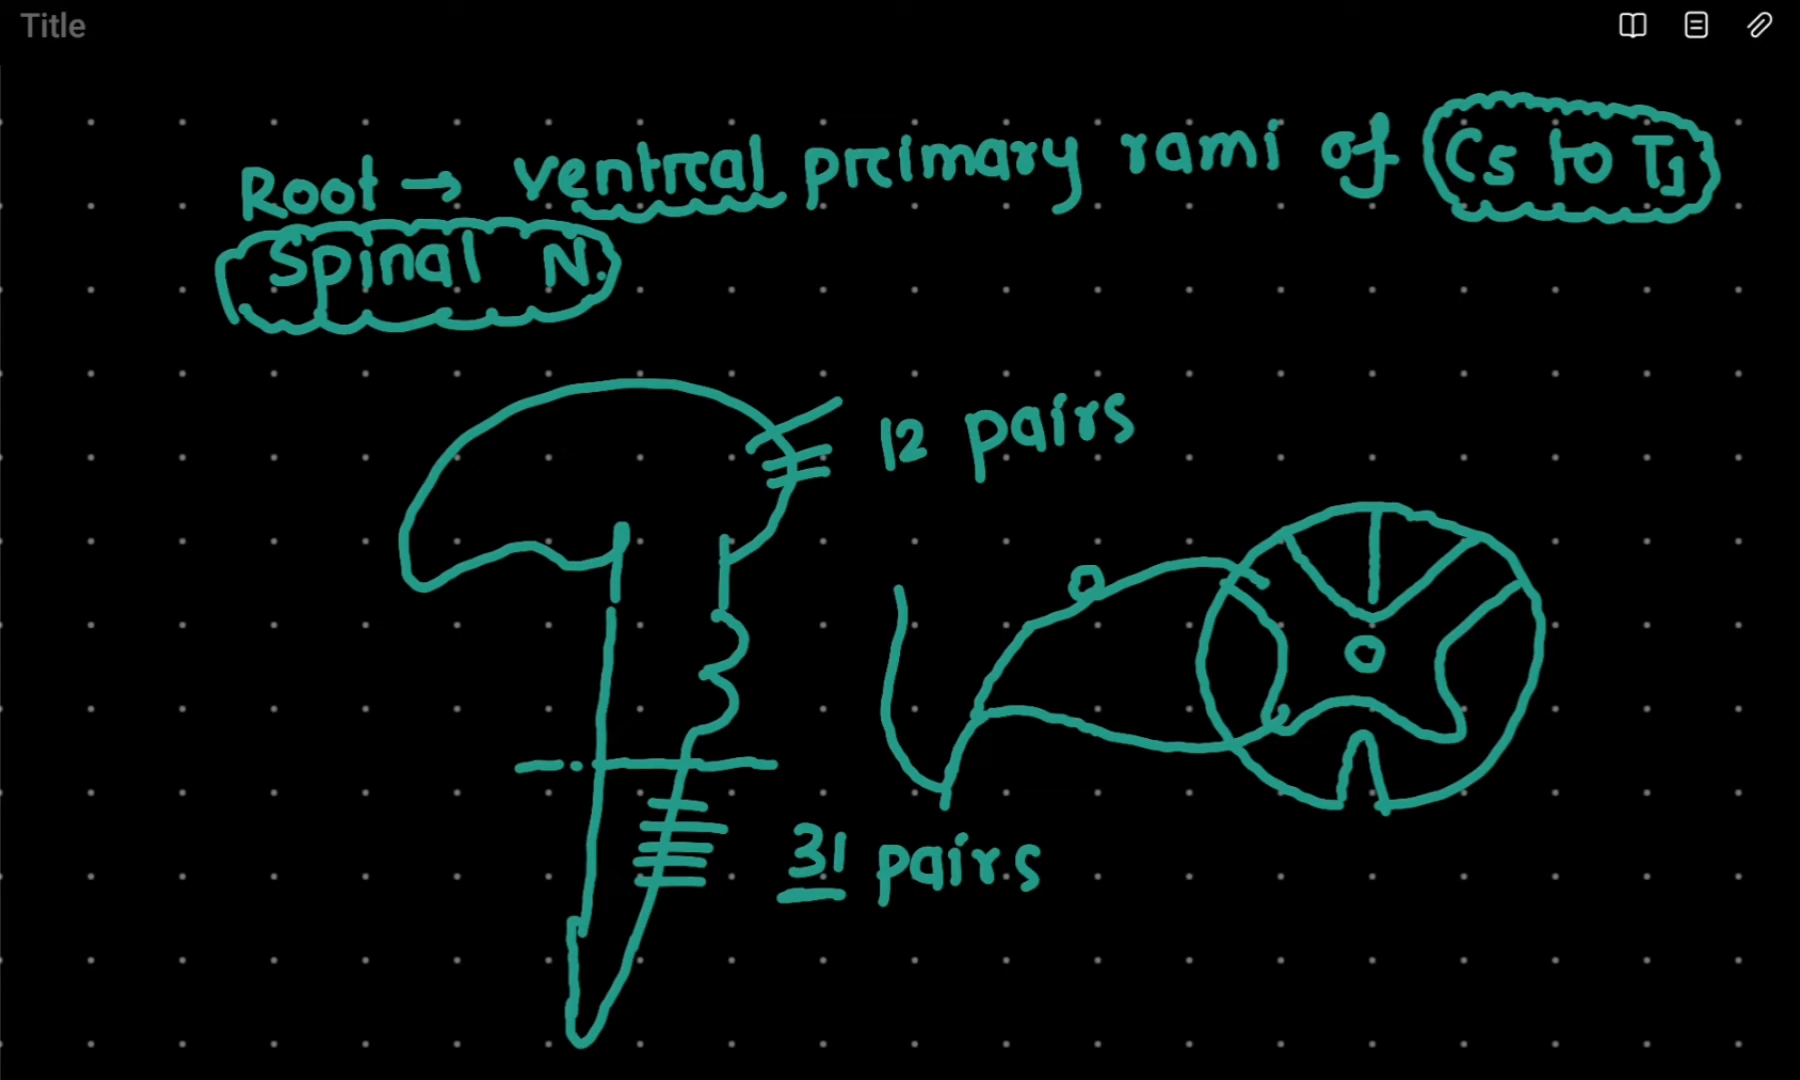 Title
Root → ventral primary rami of C5 to T1
Spinal N.
12 pairs
31 pairs